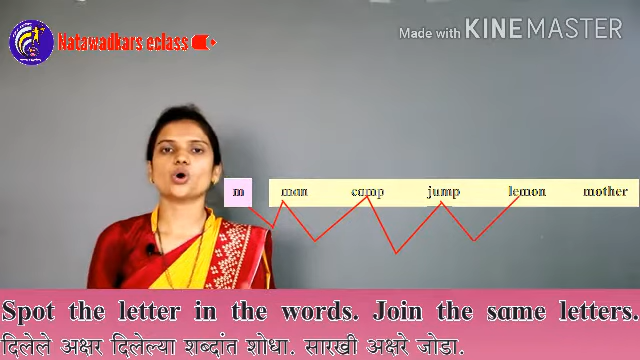 Natawadkars eclass
Made with KINEMASTER
m man camp jump lemon mother
Spot the letter in the words. Join the same letters.
दिलेले अक्षर दिलेल्या शब्दांत शोधा. सारखी अक्षरे जोडा.